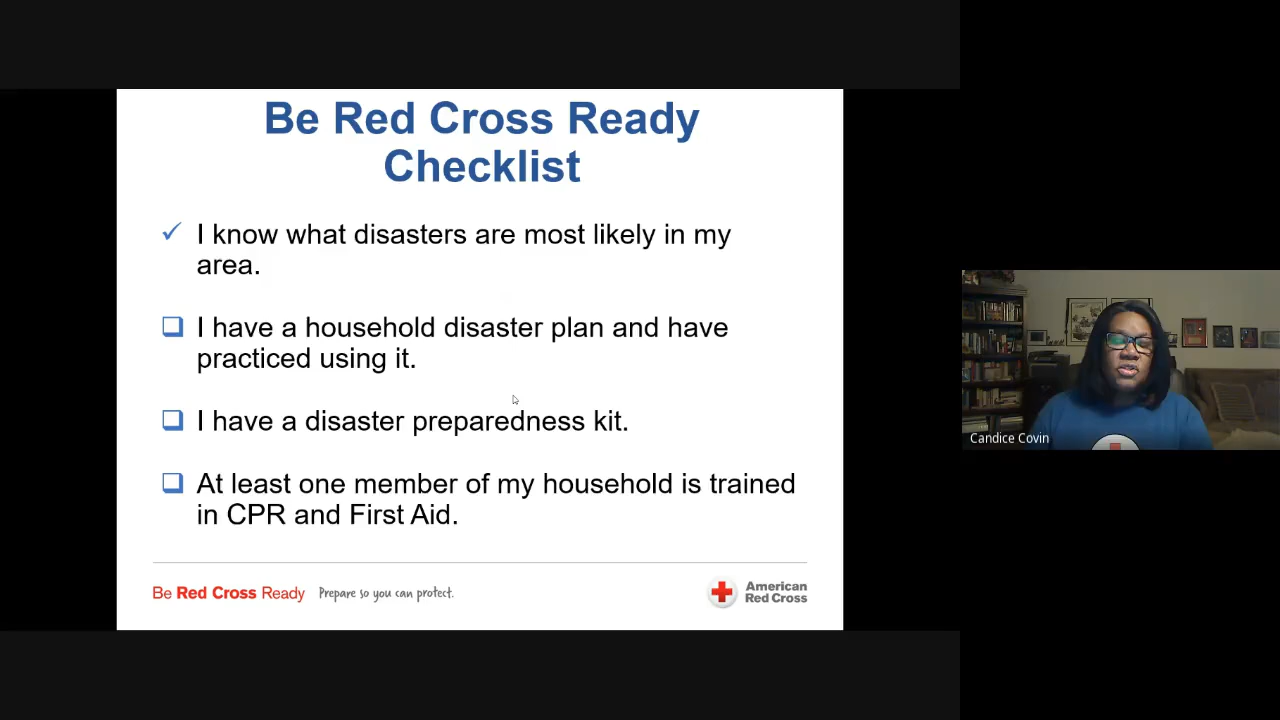 Be Red Cross Ready
Checklist
✓ I know what disasters are most likely in my
area.
❑ I have a household disaster plan and have
practiced using it.
❑ I have a disaster preparedness kit.
❑ At least one member of my household is trained
in CPR and First Aid.
Be Red Cross Ready Prepare so you can protect.
American
Red Cross
Candice Covin